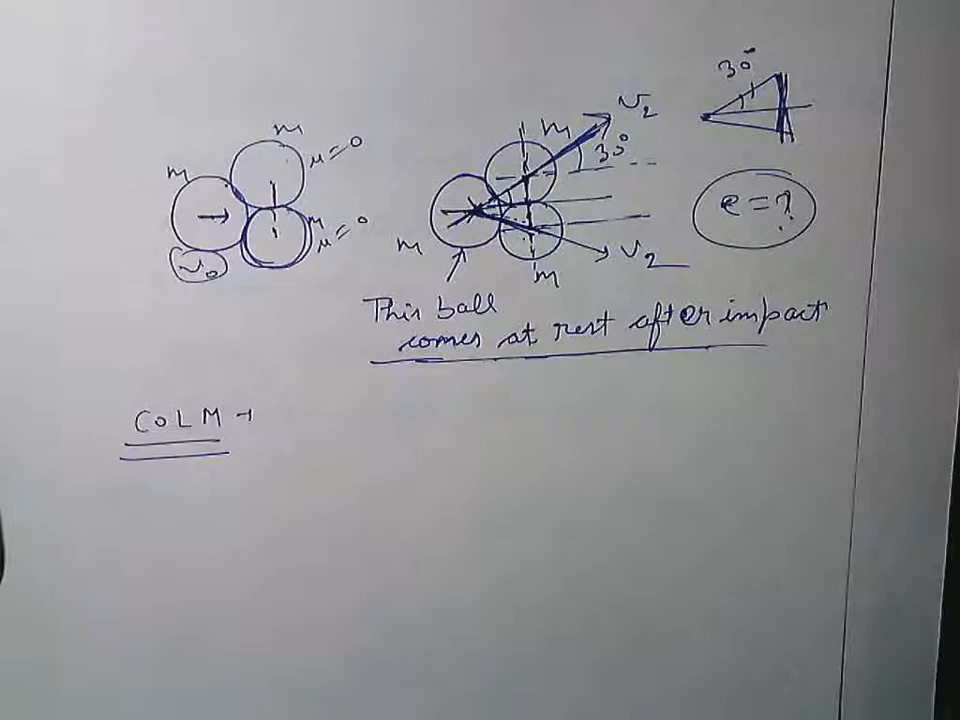 m
μ=0
m
m
μ=0
v₀
m
v₂
30°
m
v₂
m
30°
e=?
This ball
comes at rest after impact
COLM →